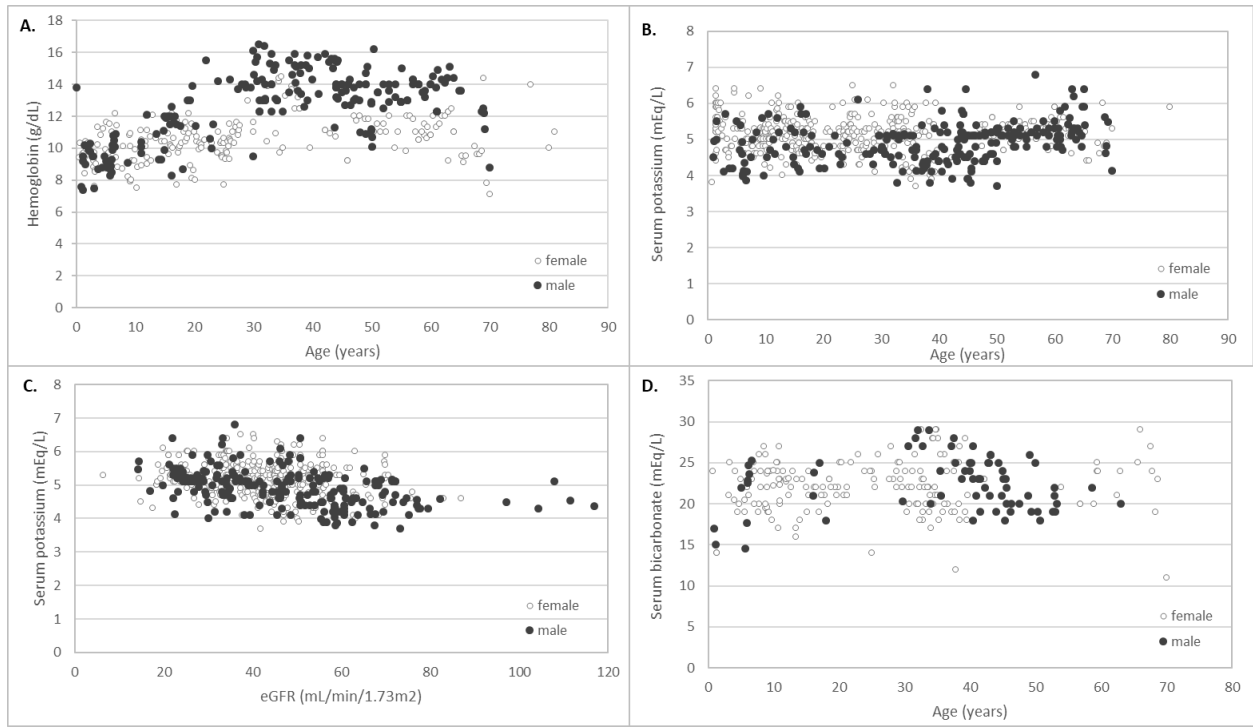 A.
18
16
14
12
10
8
6
4
2
0
0 10 20 30 40 50 60 70 80 90
Hemoglobin (g/dL)
Age (years)
female
male
B.
8
7
6
5
4
3
2
1
0
0 10 20 30 40 50 60 70 80 90
Serum potassium (mEq/L)
Age (years)
female
male
C.
8
7
6
5
4
3
2
1
0
0 20 40 60 80 100 120
Serum potassium (mEq/L)
eGFR (mL/min/1.73m2)
female
male
D.
35
30
25
20
15
10
5
0
0 10 20 30 40 50 60 70 80
Serum bicarbonate (mEq/L)
Age (years)
female
male